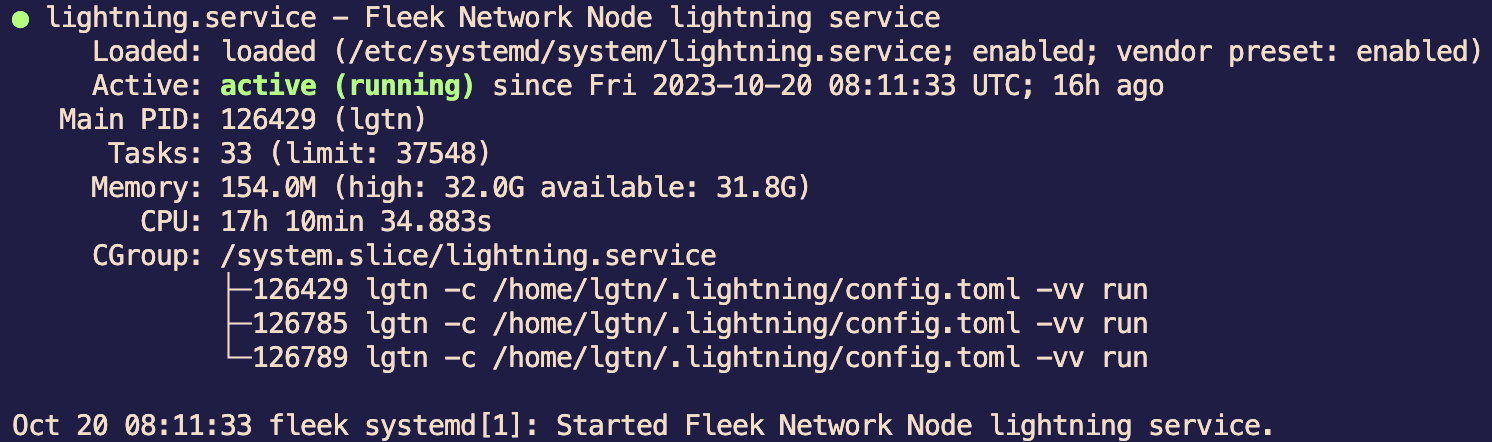 ● lightning.service – Fleek Network Node lightning service
Loaded: loaded (/etc/systemd/system/lightning.service; enabled; vendor preset: enabled)
Active: active (running) since Fri 2023-10-20 08:11:33 UTC; 16h ago
Main PID: 126429 (lgtn)
Tasks: 33 (limit: 37548)
Memory: 154.0M (high: 32.0G available: 31.8G)
CPU: 17h 10min 34.883s
CGroup: /system.slice/lightning.service
├─126429 lgtn -c /home/lgtn/.lightning/config.toml -vv run
├─126785 lgtn -c /home/lgtn/.lightning/config.toml -vv run
└─126789 lgtn -c /home/lgtn/.lightning/config.toml -vv run
Oct 20 08:11:33 fleek systemd[1]: Started Fleek Network Node lightning service.